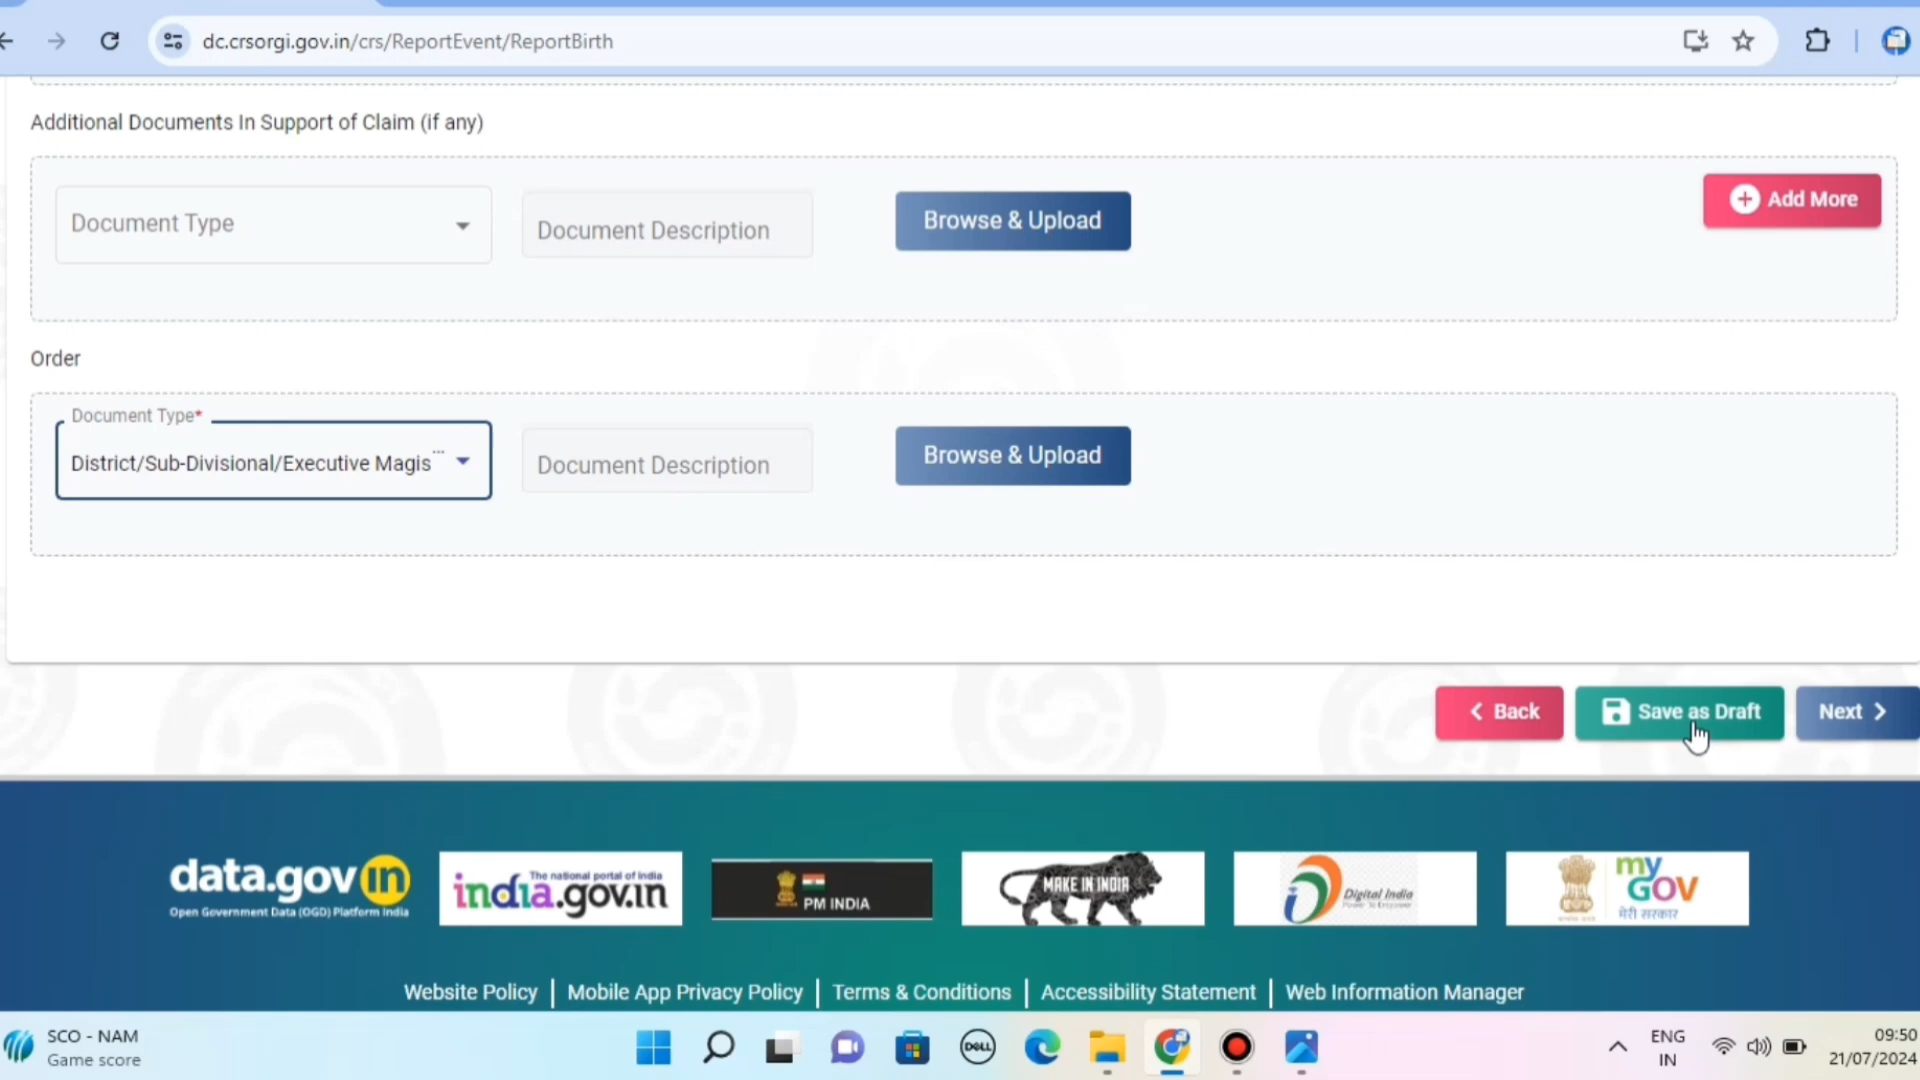 dc.crsorgi.gov.in/crs/ReportEvent/ReportBirth
Additional Documents In Support of Claim (if any)
Document Type
Document Description
Browse & Upload
Add More
Order
Document Type*
District/Sub-Divisional/Executive Magis...
Document Description
Browse & Upload
Back
Save as Draft
Next
data.gov in
Open Government Data (OGD) Platform India
The national portal of India
india.gov.in
PM INDIA
MAKE IN INDIA
Digital India
Power To Empower
my
GOV
मेरी सरकार
Website Policy | Mobile App Privacy Policy | Terms & Conditions | Accessibility Statement | Web Information Manager
SCO - NAM
Game score
DELL
ENG
IN
09:50
21/07/2024